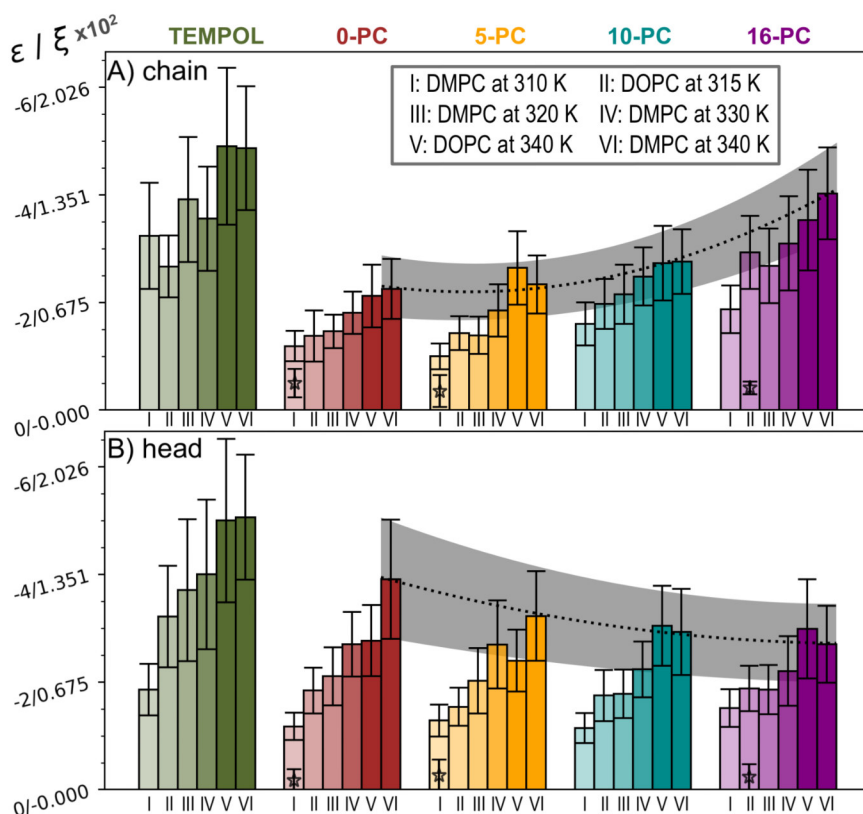 ε / ξ x10²
TEMPOL 0-PC 5-PC 10-PC 16-PC
A) chain
I: DMPC at 310 K II: DOPC at 315 K
III: DMPC at 320 K IV: DMPC at 330 K
V: DOPC at 340 K VI: DMPC at 340 K
-6/2.026
-4/1.351
-2/0.675
0/-0.000
I II III IV V VI I II III IV V VI I II III IV V VI I II III IV V VI I II III IV V VI
B) head
-6/2.026
-4/1.351
-2/0.675
0/-0.000
I II III IV V VI I II III IV V VI I II III IV V VI I II III IV V VI I II III IV V VI